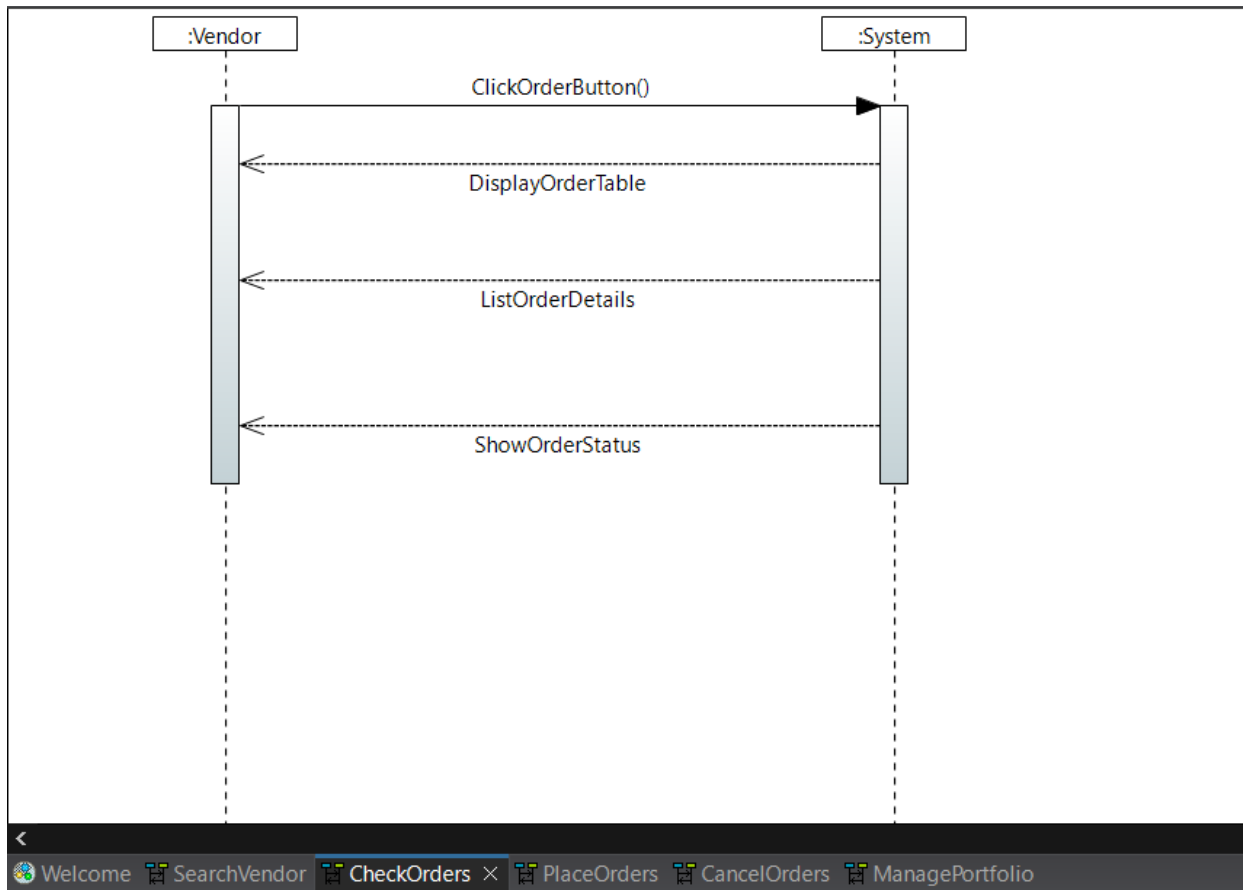 :Vendor :System
ClickOrderButton()
DisplayOrderTable
ListOrderDetails
ShowOrderStatus
Welcome SearchVendor CheckOrders PlaceOrders CancelOrders ManagePortfolio